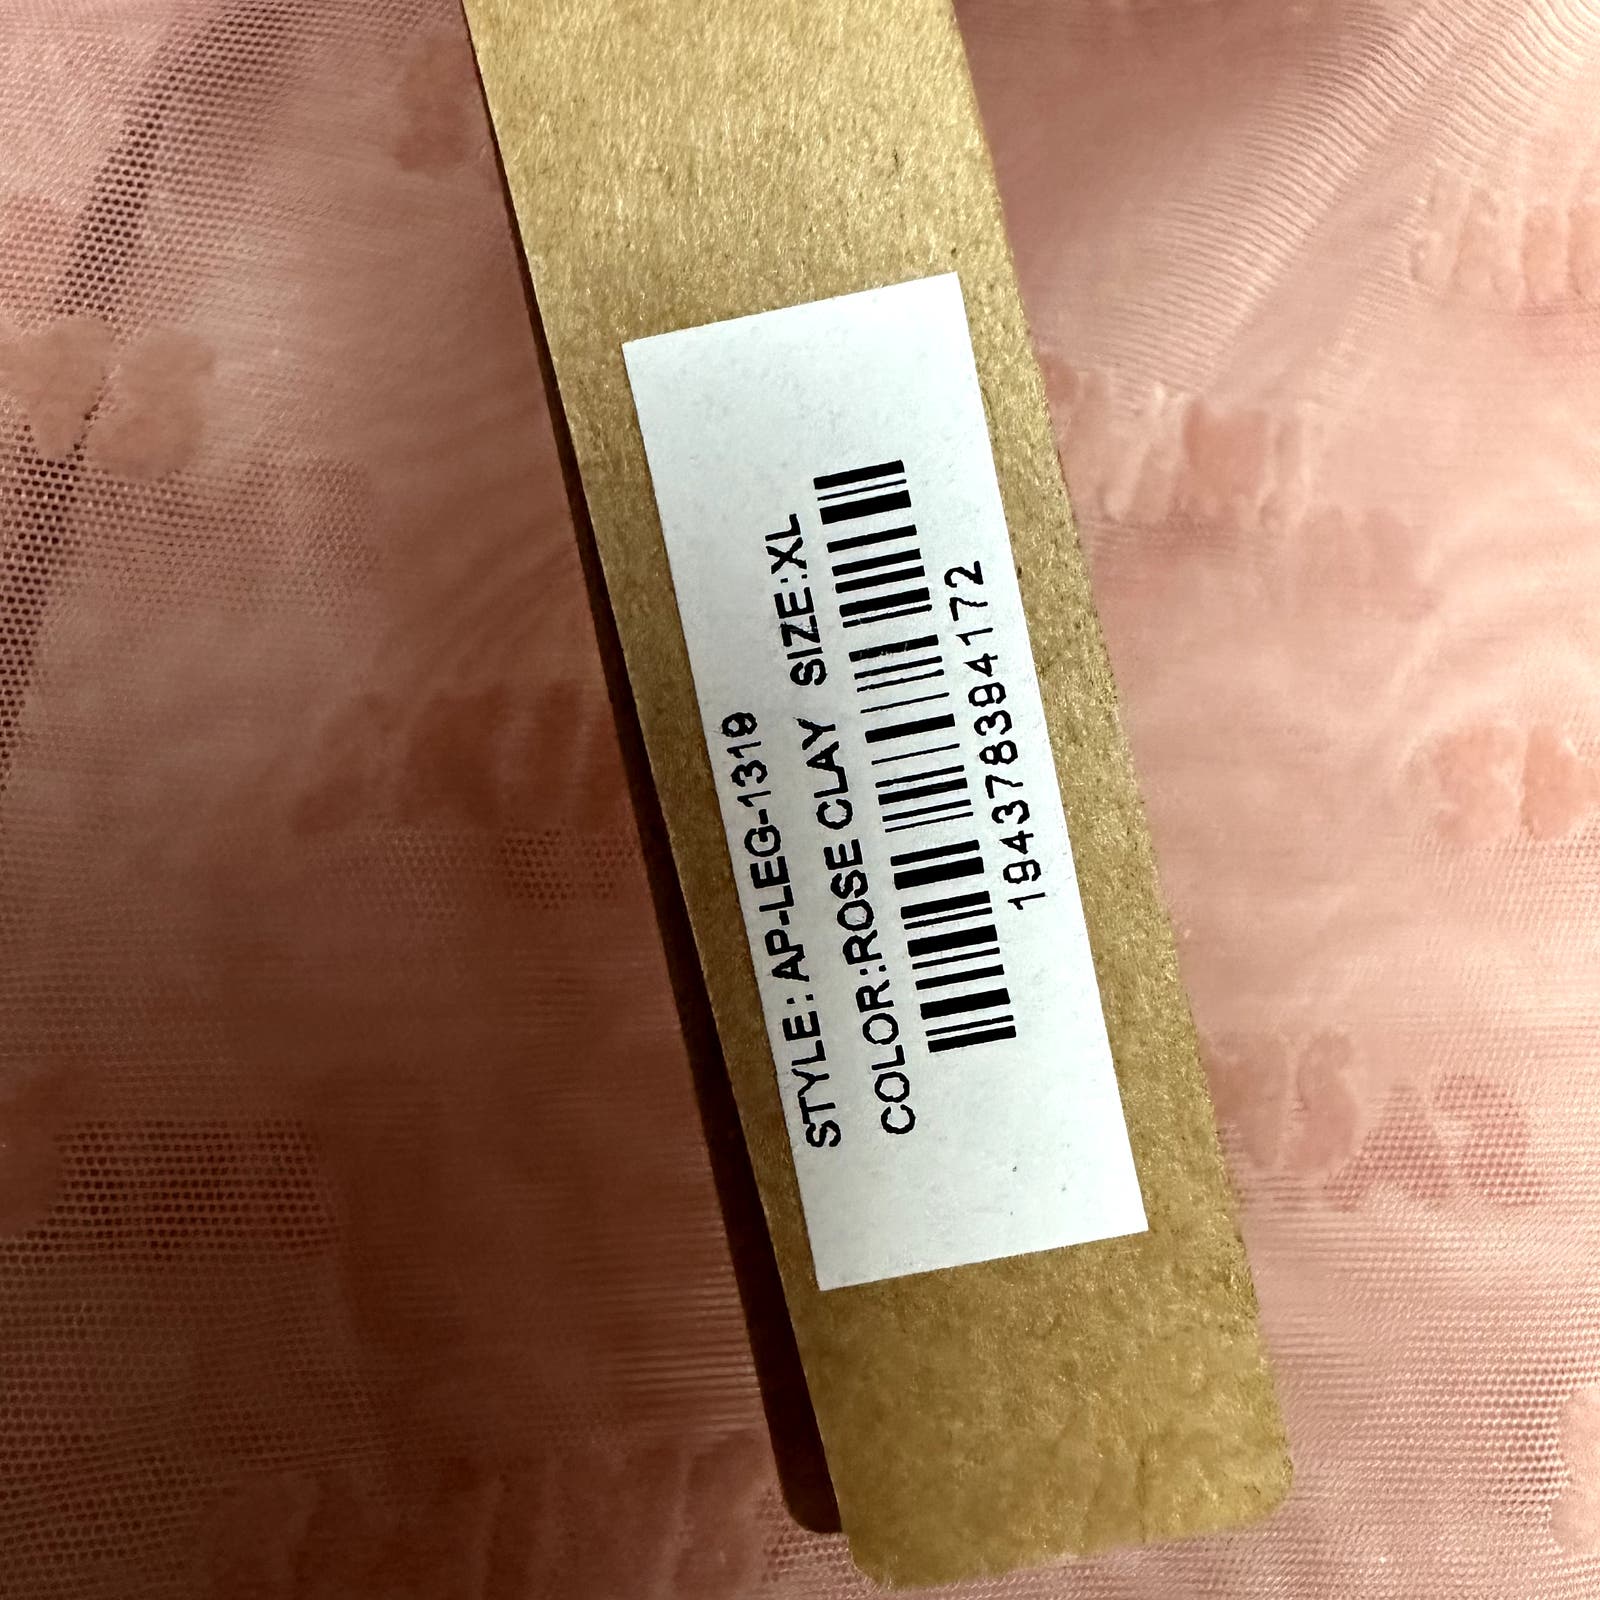 STYLE: AP-LEG-1319
COLOR:ROSE CLAY SIZE:XL
194378394172